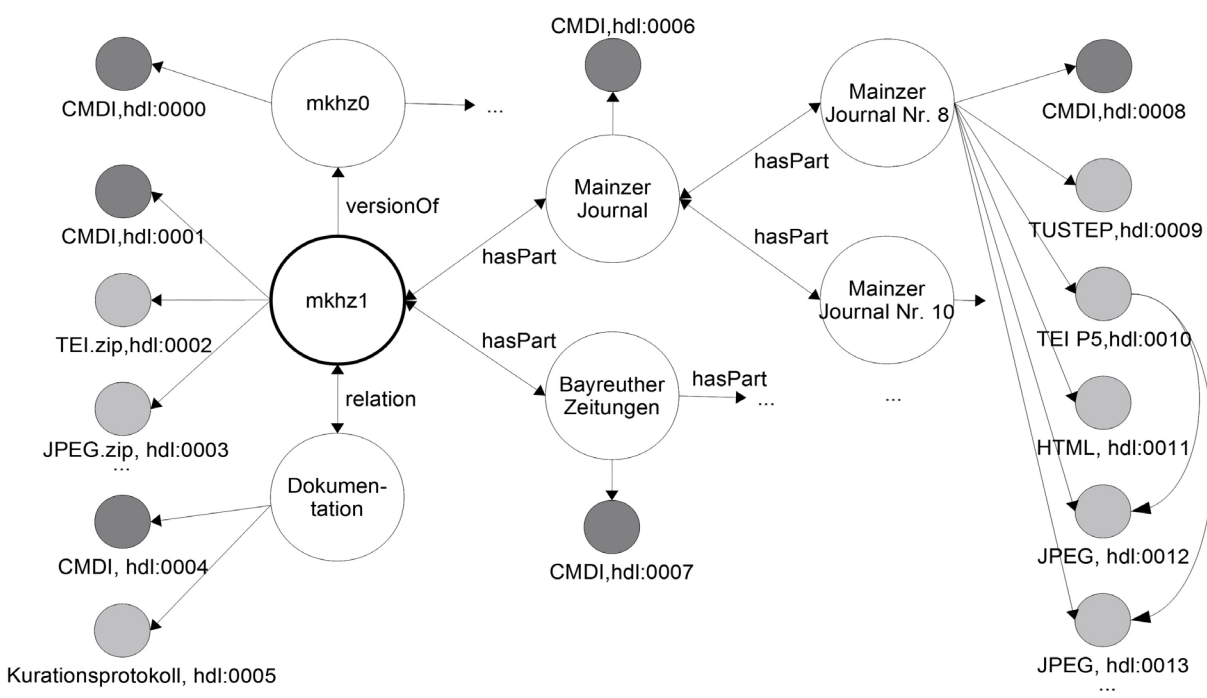 CMDI,hdl:0000
CMDI,hdl:0001
TEI.zip,hdl:0002
JPEG.zip, hdl:0003
...
CMDI, hdl:0004
Kurationsprotokoll, hdl:0005
mkhz0
...
versionOf
mkhz1
relation
Dokumen-
tation
hasPart
hasPart
CMDI,hdl:0006
Mainzer
Journal
Bayreuther
Zeitungen
hasPart
...
CMDI,hdl:0007
hasPart
hasPart
Mainzer
Journal Nr. 8
Mainzer
Journal Nr. 10
...
CMDI,hdl:0008
TUSTEP,hdl:0009
TEI P5,hdl:0010
HTML, hdl:0011
JPEG, hdl:0012
JPEG, hdl:0013
...